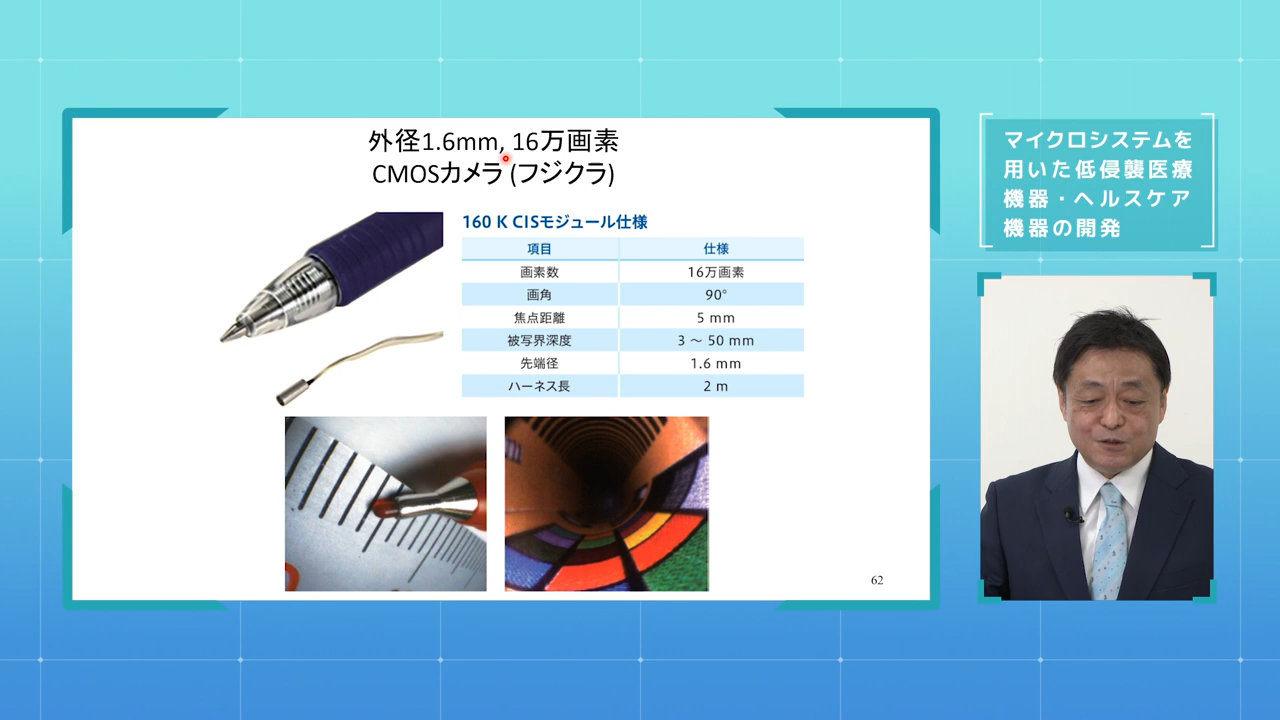 外径1.6mm, 16万画素
CMOSカメラ (フジクラ)
160 K CISモジュール仕様
項目 仕様
画素数 16万画素
画角 90°
焦点距離 5 mm
被写界深度 3 ～ 50 mm
先端径 1.6 mm
ハーネス長 2 m
62
マイクロシステムを
用いた低侵襲医療
機器・ヘルスケア
機器の開発